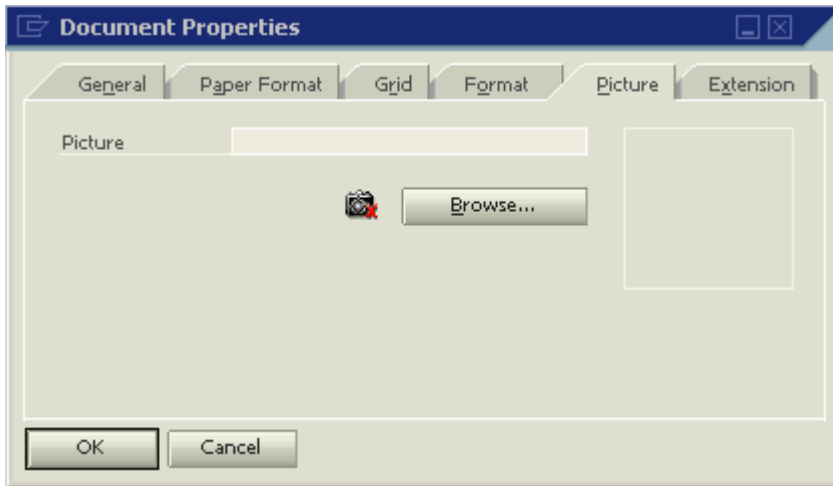 Document Properties
General Paper Format Grid Format Picture Extension
Picture
Browse...
OK Cancel